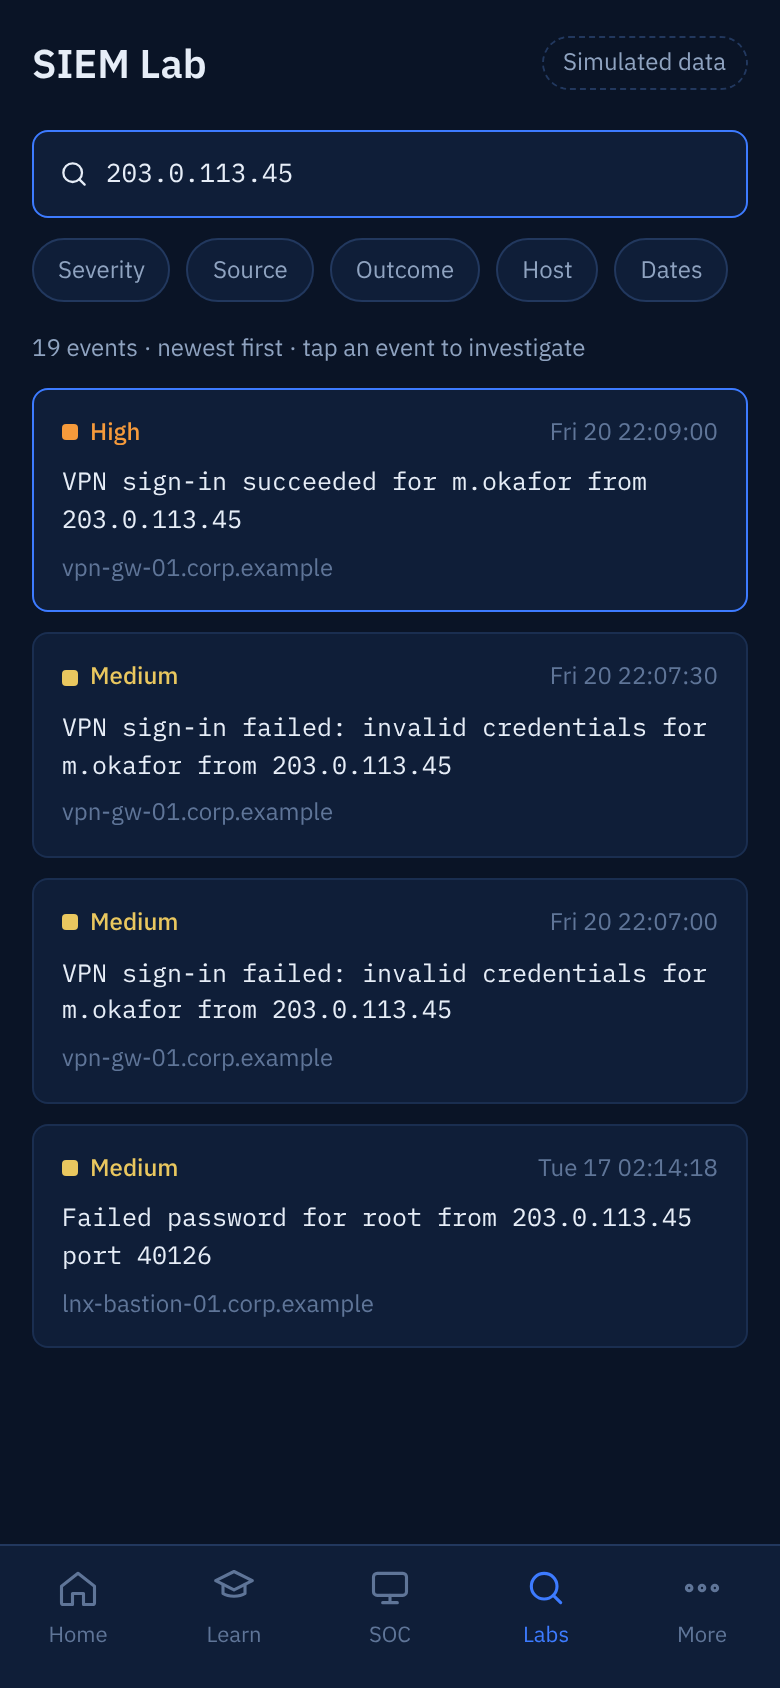 SIEM Lab
Simulated data
203.0.113.45
Severity
Source
Outcome
Host
Dates
19 events · newest first · tap an event to investigate
High
Fri 20 22:09:00
VPN sign-in succeeded for m.okafor from
203.0.113.45
vpn-gw-01.corp.example
Medium
Fri 20 22:07:30
VPN sign-in failed: invalid credentials for
m.okafor from 203.0.113.45
vpn-gw-01.corp.example
Medium
Fri 20 22:07:00
VPN sign-in failed: invalid credentials for
m.okafor from 203.0.113.45
vpn-gw-01.corp.example
Medium
Tue 17 02:14:18
Failed password for root from 203.0.113.45
port 40126
lnx-bastion-01.corp.example
Home
Learn
SOC
Labs
More